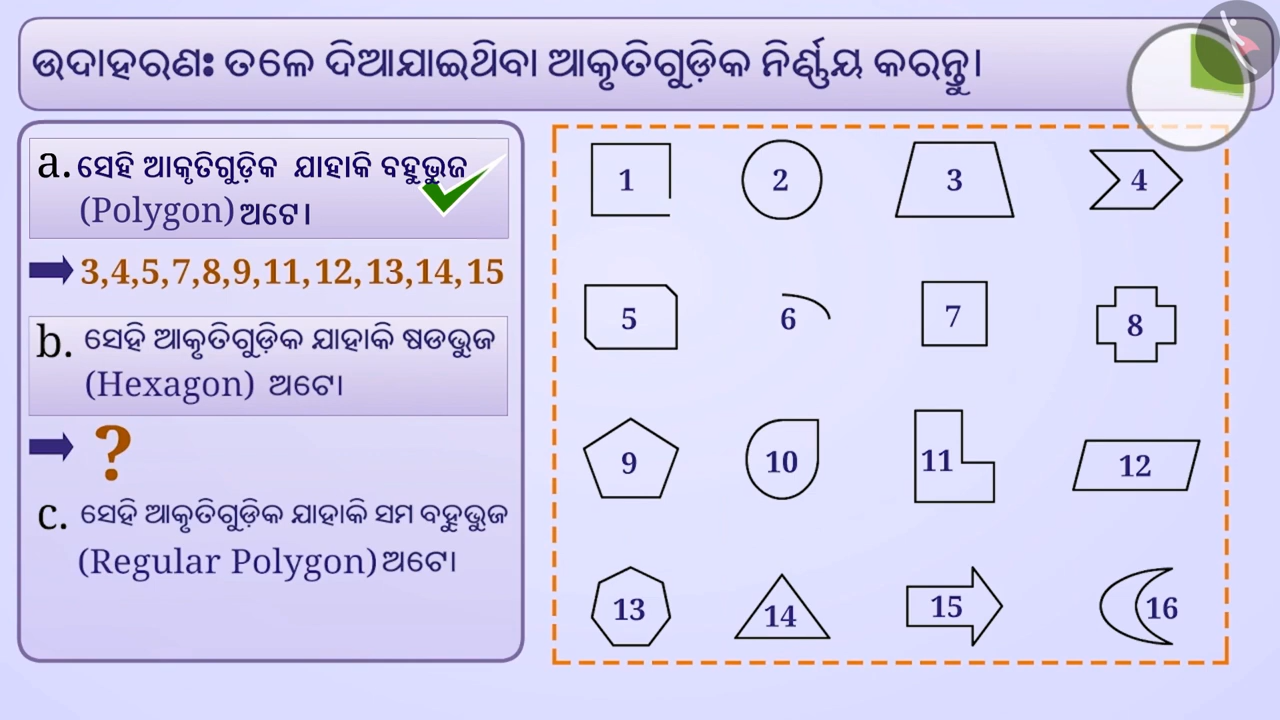 ଉଦାହରଣଃ ତଳେ ଦିଆଯାଇଥିବା ଆକୃତିଗୁଡ଼ିକ ନିର୍ଣ୍ଣୟ କରନ୍ତୁ।
a. ସେହି ଆକୃତିଗୁଡ଼ିକ ଯାହାକି ବହୁଭୁଜ
(Polygon) ଅଟେ।
3,4,5,7,8,9,11,12,13,14,15
b. ସେହି ଆକୃତିଗୁଡ଼ିକ ଯାହାକି ଷଡଭୁଜ
(Hexagon) ଅଟେ।
?
c. ସେହି ଆକୃତିଗୁଡ଼ିକ ଯାହାକି ସମ ବହୁଭୁଜ
(Regular Polygon) ଅଟେ।
1 2 3 4
5 6 7 8
9 10 11 12
13 14 15 16